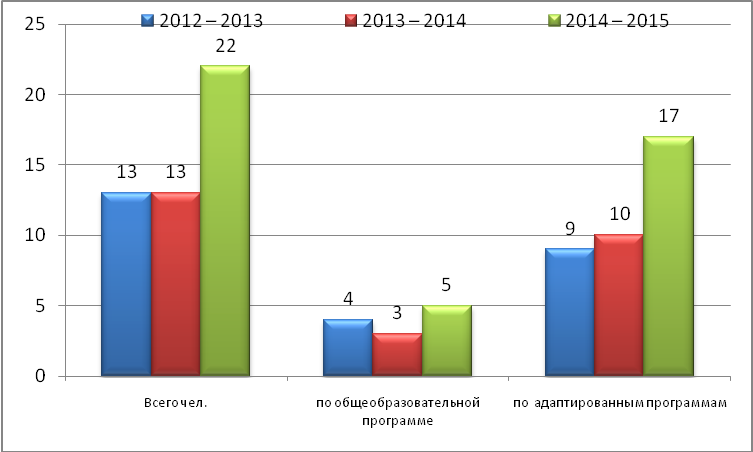 2012 – 2013 2013 – 2014 2014 – 2015
25
20
15
10
5
0
13 13 22
4 3 5
9 10 17
Всего чел.
по общеобразовательной
программе
по адаптированным программам